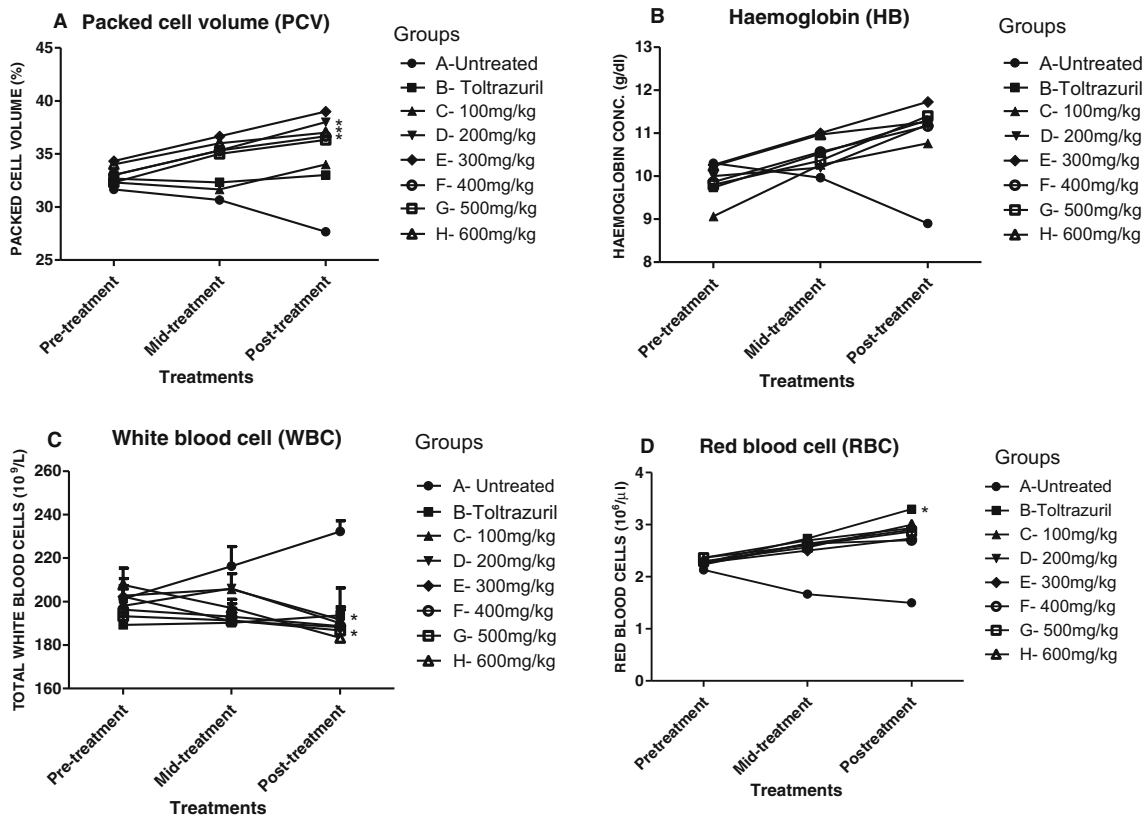 A Packed cell volume (PCV)
PACKED CELL VOLUME (%)
45
40
35
30
25
Pre-treatment
Mid-treatment
Post-treatment
Treatments
*
*
*
Groups
A-Untreated
B- Toltrazuril
C- 100mg/kg
D- 200mg/kg
E- 300mg/kg
F- 400mg/kg
G- 500mg/kg
H- 600mg/kg
B Haemoglobin (HB)
HAEMOGLOBIN CONC. (g/dl)
13
12
11
10
9
8
Pre-treatment
Mid-treatment
Post-treatment
Treatments
Groups
A-Untreated
B-Toltrazuril
C- 100mg/kg
D- 200mg/kg
E- 300mg/kg
F- 400mg/kg
G- 500mg/kg
H- 600mg/kg
C White blood cell (WBC)
TOTAL WHITE BLOOD CELLS (10⁹/L)
260
240
220
200
180
160
Pre-treatment
Mid-treatment
Post-treatment
Treatments
*
*
Groups
A- Untreated
B-Toltrazuril
C- 100mg/kg
D- 200mg/kg
E- 300mg/kg
F- 400mg/kg
G- 500mg/kg
H- 600mg/kg
D Red blood cell (RBC)
RED BLOOD CELLS (10⁶/µl)
4
3
2
1
0
Pretreatment
Mid-treatment
Postreatment
Treatments
*
Groups
A-Untreated
B-Toltrazuril
C- 100mg/kg
D- 200mg/kg
E- 300mg/kg
F- 400mg/kg
G- 500mg/kg
H- 600mg/kg